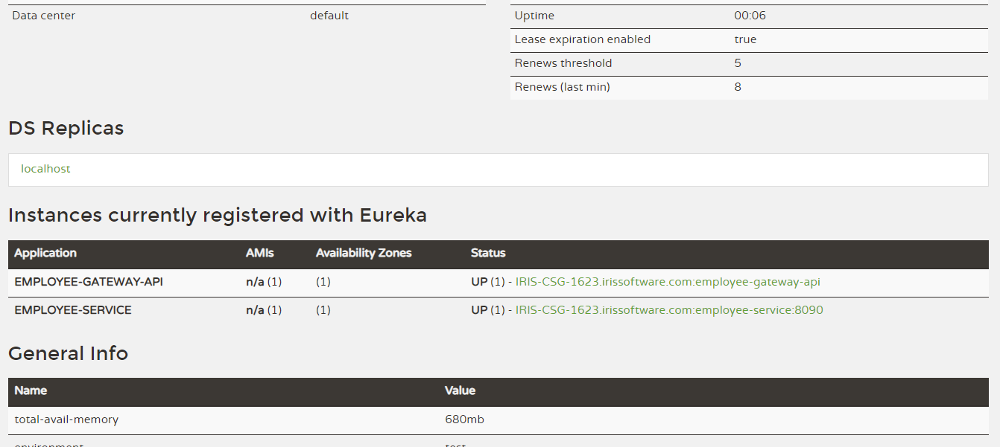 Data center default
Uptime 00:06
Lease expiration enabled true
Renews threshold 5
Renews (last min) 8
DS Replicas
localhost
Instances currently registered with Eureka
Application AMIs Availability Zones Status
EMPLOYEE-GATEWAY-API n/a (1) (1) UP (1) - IRIS-CSG-1623.irissoftware.com:employee-gateway-api
EMPLOYEE-SERVICE n/a (1) (1) UP (1) - IRIS-CSG-1623.irissoftware.com:employee-service:8090
General Info
Name Value
total-avail-memory 680mb
environment test